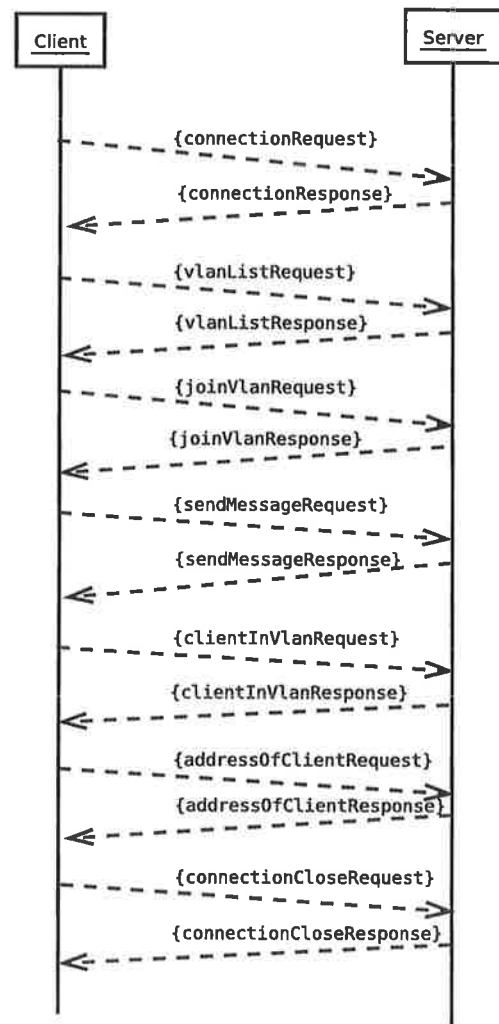 Client
Server
{connectionRequest}
{connectionResponse}
{vlanListRequest}
{vlanListResponse}
{joinVlanRequest}
{joinVlanResponse}
{sendMessageRequest}
{sendMessageResponse}
{clientInVlanRequest}
{clientInVlanResponse}
{addressOfClientRequest}
{addressOfClientResponse}
{connectionCloseRequest}
{connectionCloseResponse}